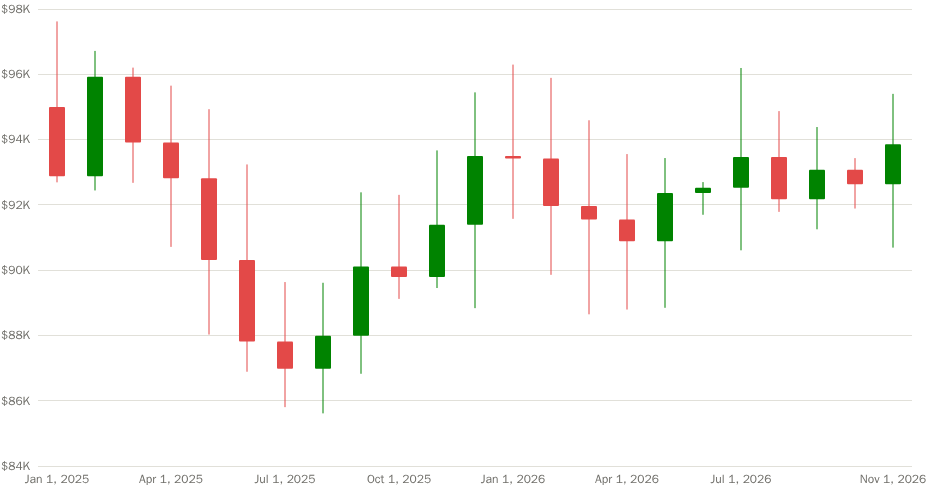 $98K
$96K
$94K
$92K
$90K
$88K
$86K
$84K
Jan 1, 2025 Apr 1, 2025 Jul 1, 2025 Oct 1, 2025 Jan 1, 2026 Apr 1, 2026 Jul 1, 2026 Nov 1, 2026